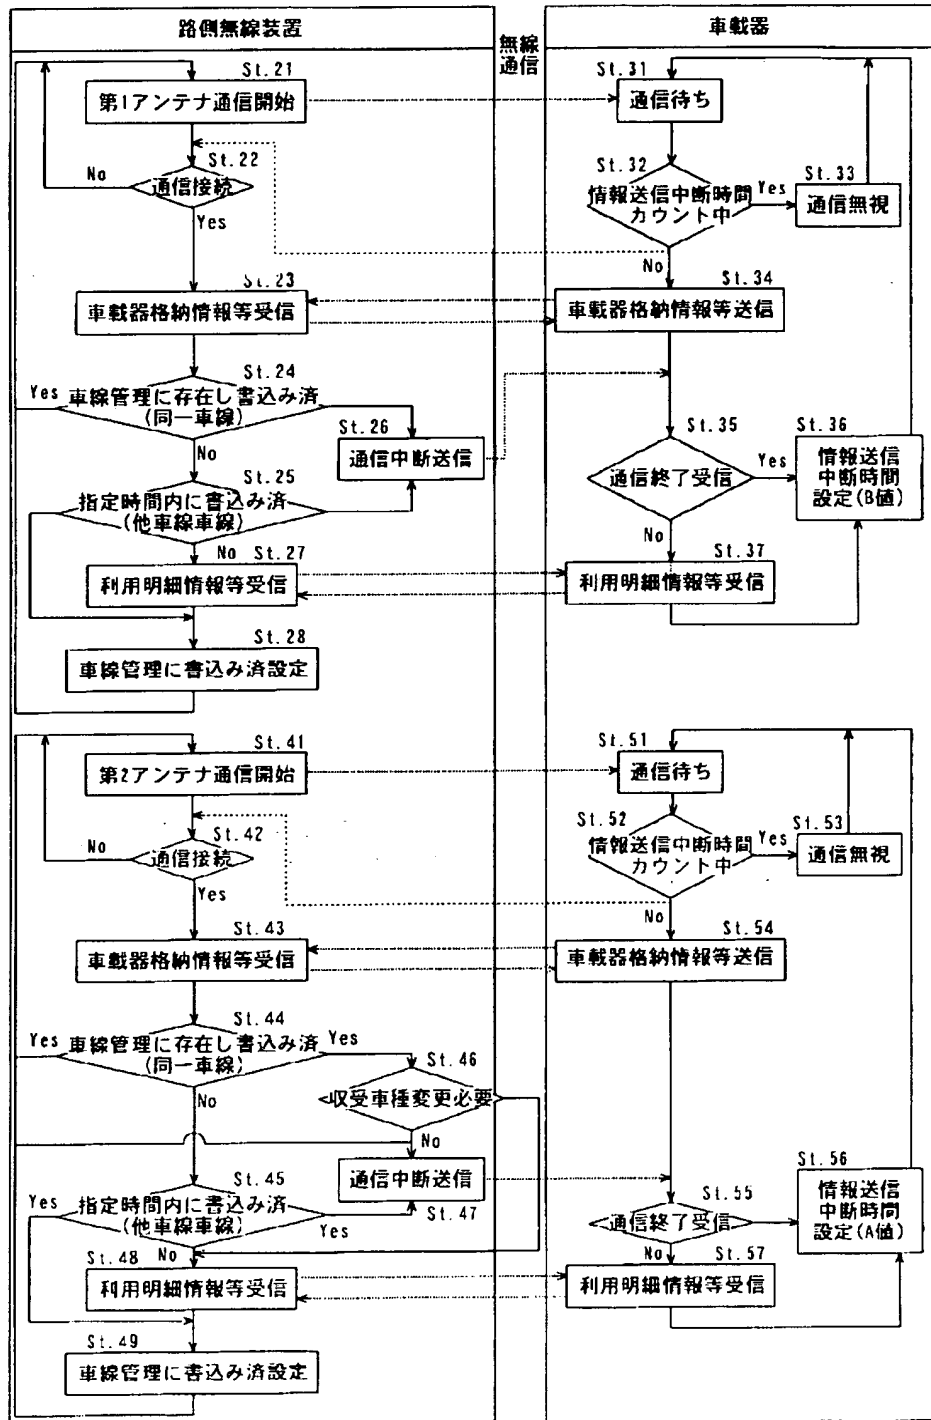 路側無線装置
無線
通信
車載器
St.21
第1アンテナ通信開始
St.22
通信接続
No
Yes
St.23
車載器格納情報等受信
St.24
Yes
車線管理に存在し書込み済
(同一車線)
No
St.26
通信中断送信
St.25
指定時間内に書込み済
(他車線車線)
No
St.27
利用明細情報等受信
St.28
車線管理に書込み済設定
St.31
通信待ち
St.32
情報送信中断時間
カウント中
Yes
St.33
通信無視
No
St.34
車載器格納情報等送信
St.35
通信終了受信
Yes
St.36
情報送信
中断時間
設定(B値)
No
St.37
利用明細情報等受信
St.41
第2アンテナ通信開始
St.42
通信接続
No
Yes
St.43
車載器格納情報等受信
St.44
Yes
車線管理に存在し書込み済
(同一車線)
Yes
No
St.46
収受車種変更必要
No
通信中断送信
St.47
St.45
Yes
指定時間内に書込み済
(他車線車線)
Yes
No
St.48
利用明細情報等受信
St.49
車線管理に書込み済設定
St.51
通信待ち
St.52
情報送信中断時間
カウント中
Yes
St.53
通信無視
No
St.54
車載器格納情報等送信
St.55
通信終了受信
St.56
情報送信
中断時間
設定(A値)
No
St.57
利用明細情報等受信